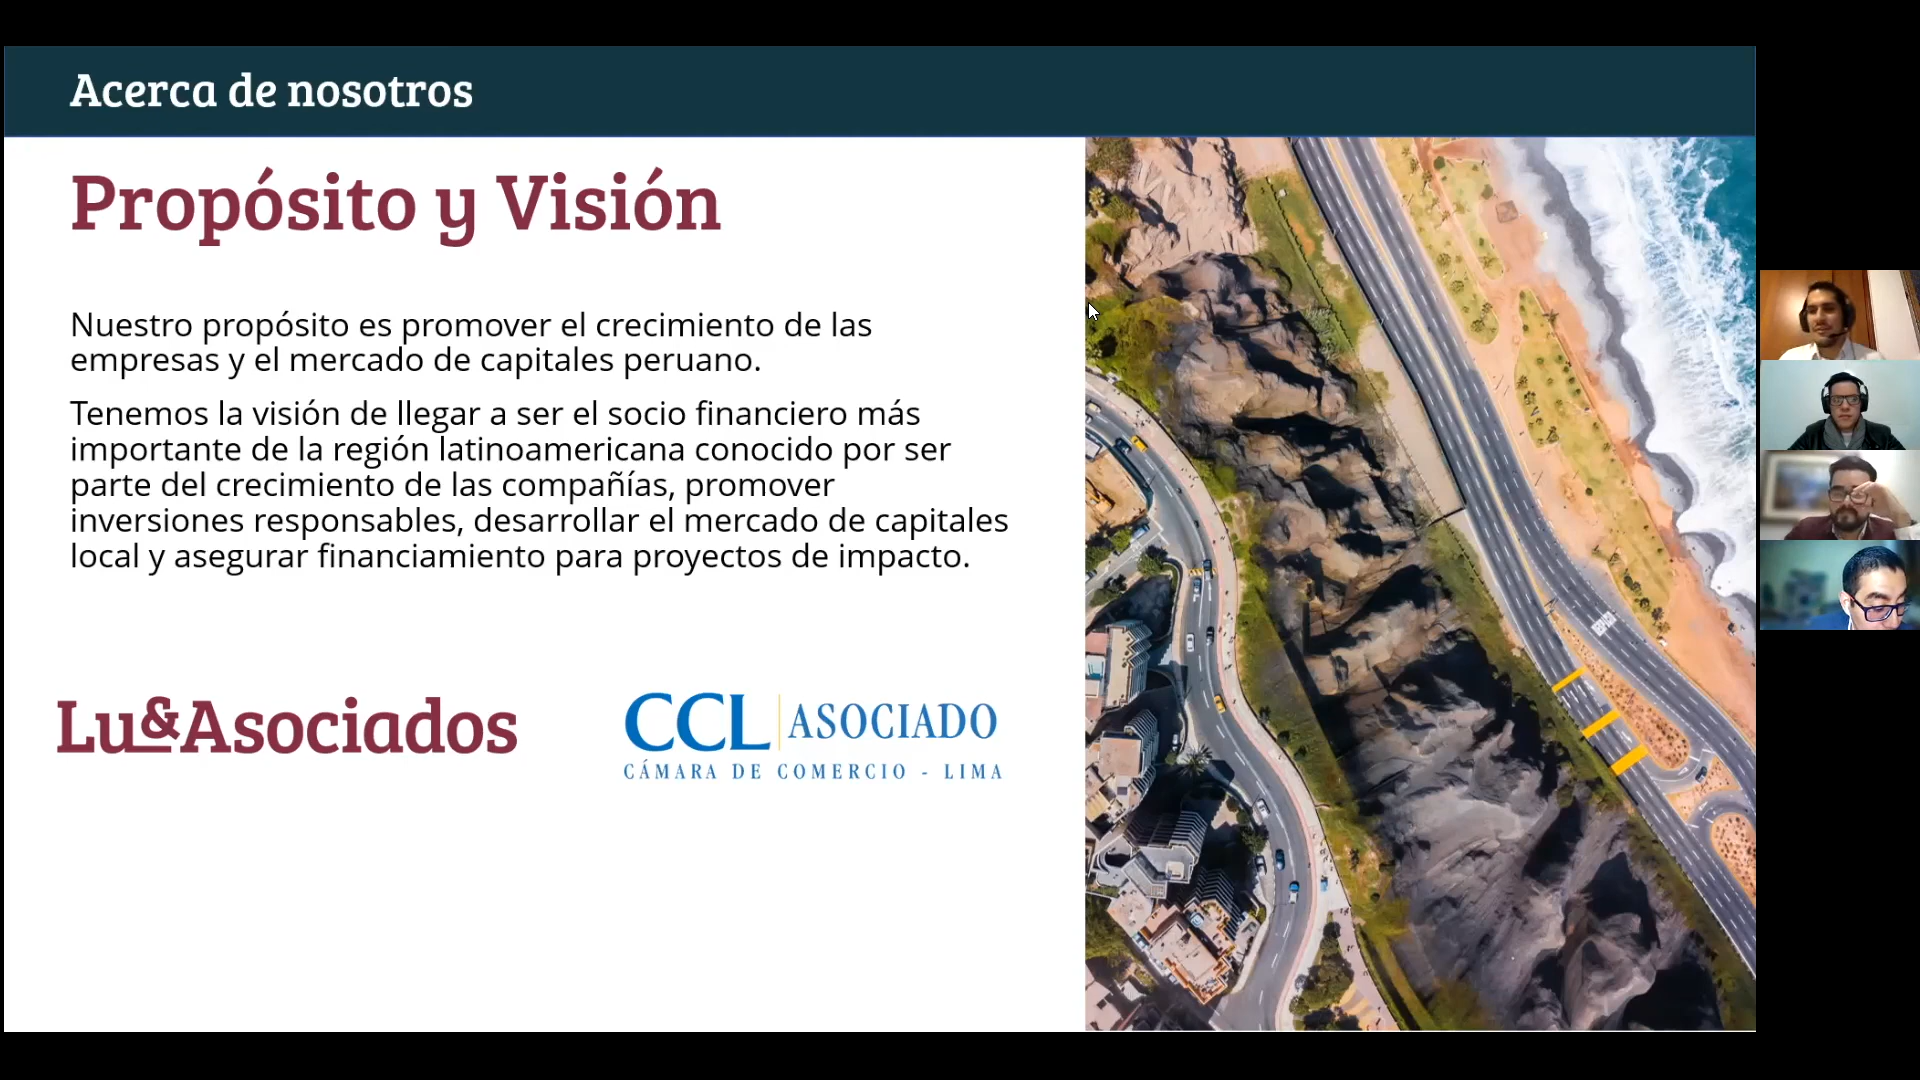 Acerca de nosotros
Propósito y Visión
Nuestro propósito es promover el crecimiento de las
empresas y el mercado de capitales peruano.
Tenemos la visión de llegar a ser el socio financiero más
importante de la región latinoamericana conocido por ser
parte del crecimiento de las compañías, promover
inversiones responsables, desarrollar el mercado de capitales
local y asegurar financiamiento para proyectos de impacto.
Lu&Asociados
CCL ASOCIADO
CÁMARA DE COMERCIO - LIMA